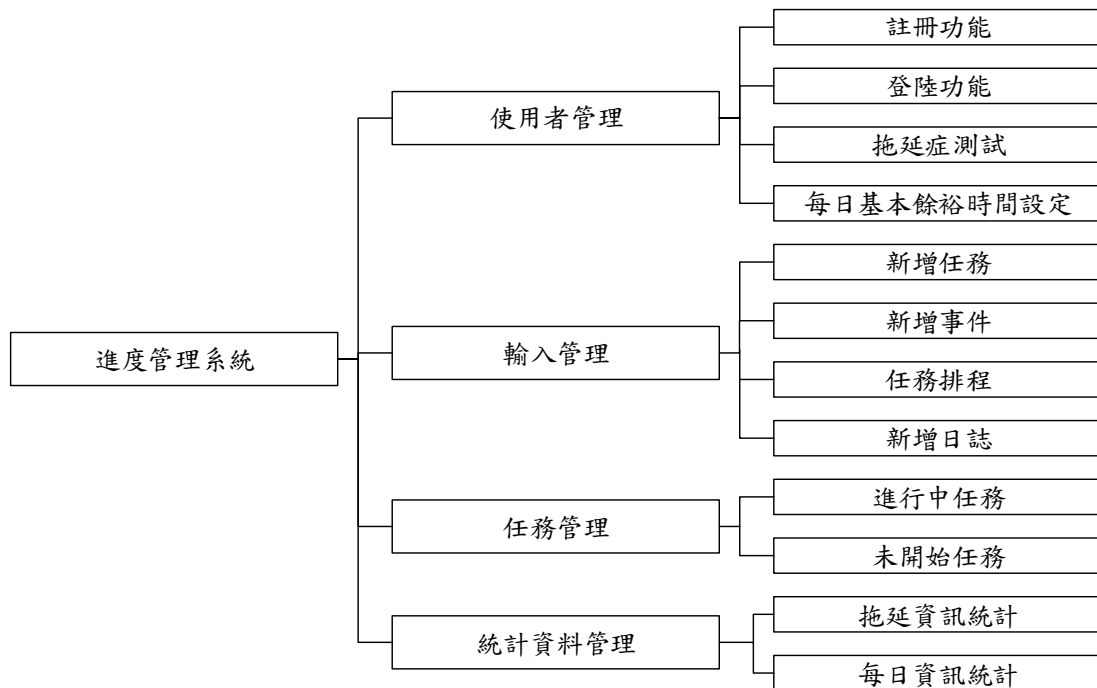 進度管理系統
使用者管理
註冊功能
登陸功能
拖延症測試
每日基本餘裕時間設定
輸入管理
新增任務
新增事件
任務排程
新增日誌
任務管理
進行中任務
未開始任務
統計資料管理
拖延資訊統計
每日資訊統計